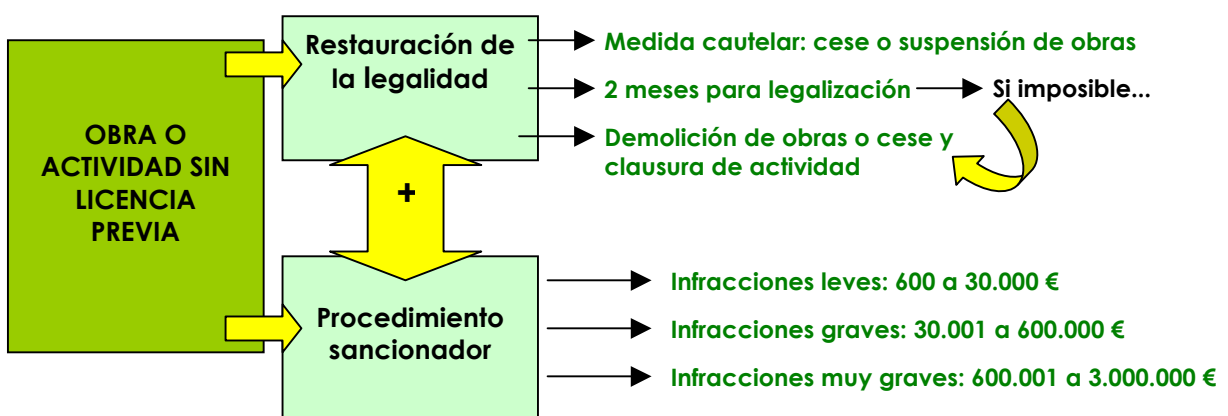 OBRA O
ACTIVIDAD SIN
LICENCIA
PREVIA
Restauración de
la legalidad
Medida cautelar: cese o suspensión de obras
2 meses para legalización
Si imposible...
Demolición de obras o cese y
clausura de actividad
+
Procedimiento
sancionador
Infracciones leves: 600 a 30.000 €
Infracciones graves: 30.001 a 600.000 €
Infracciones muy graves: 600.001 a 3.000.000 €